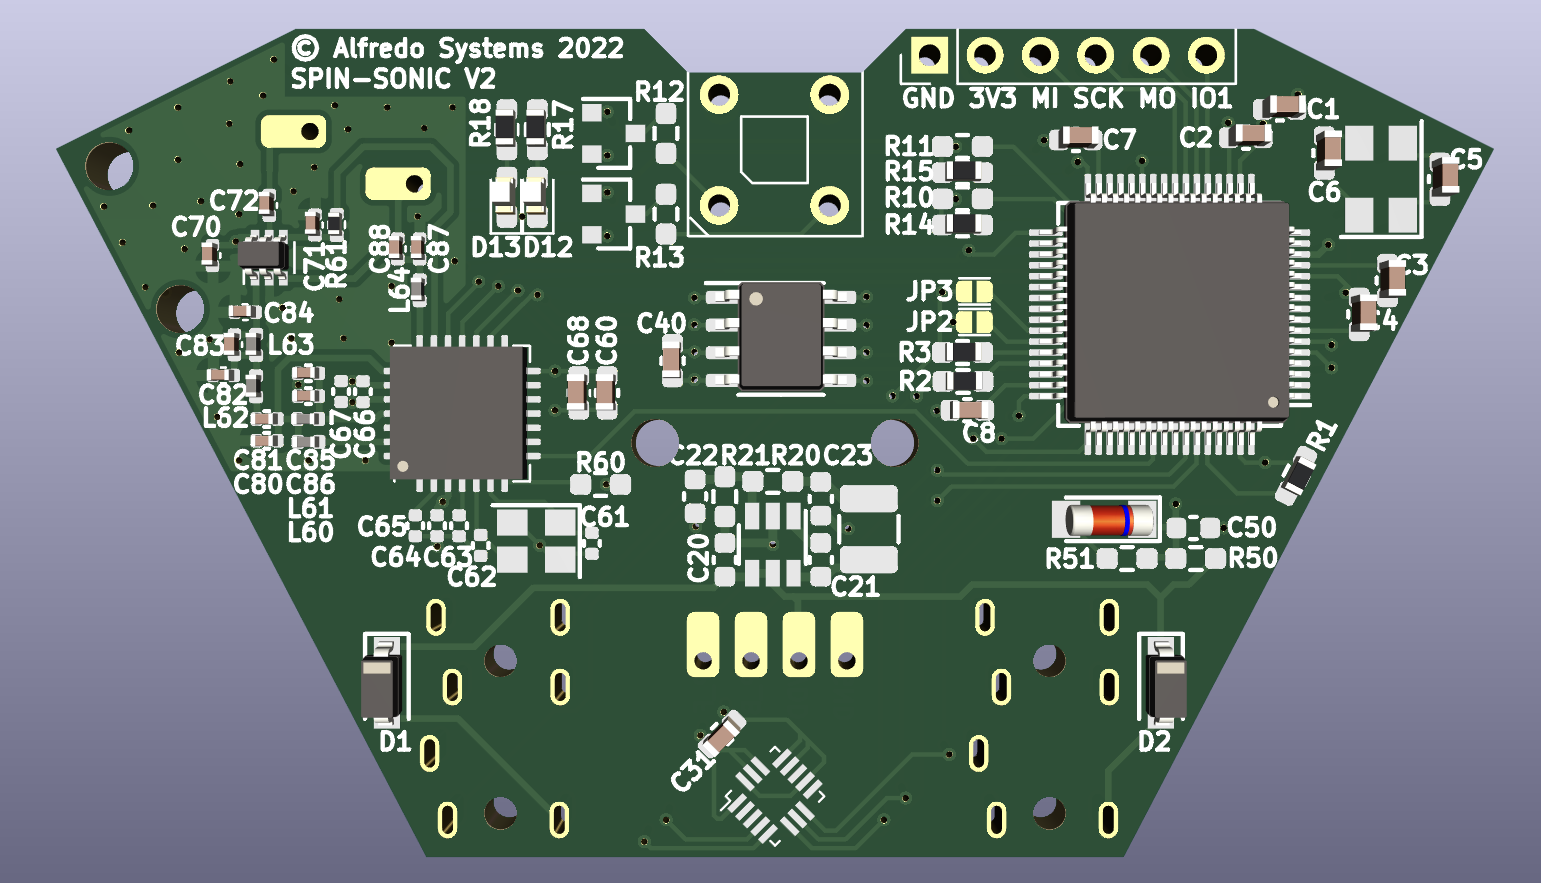 © Alfredo Systems 2022
SPIN-SONIC V2
GND 3V3 MI SCK MO IO1
R18
R17
R12
C1
C2
C7
R11
R15
R10
R14
C5
C6
C72
C70
C71
R61
C88
C87
L64
D13 D12
R13
C3
C4
JP3
JP2
R3
R2
C8
C84
C83
L63
C82
L62
C67
C66
C68
C60
C40
C81 C35
C80 C86
L61
L60
R60
C61
C22 R21 R20 C23
R1
C65
C64 C63
C62
C20
C21
C50
R51
R50
D1
D2
C31